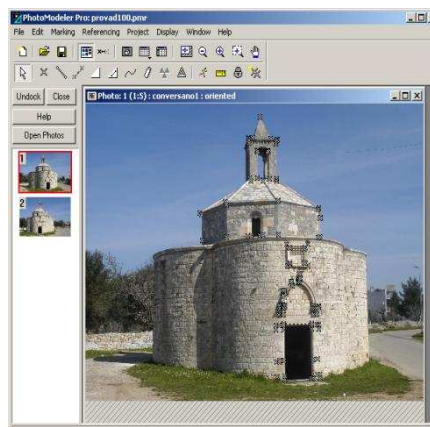 PhotoModeler Pro: provad100.pmr
File Edit Marking Referencing Project Display Window Help
Undock Close
Help
Open Photos
1
2
Photo: 1 (1:S) : conversano1 : oriented